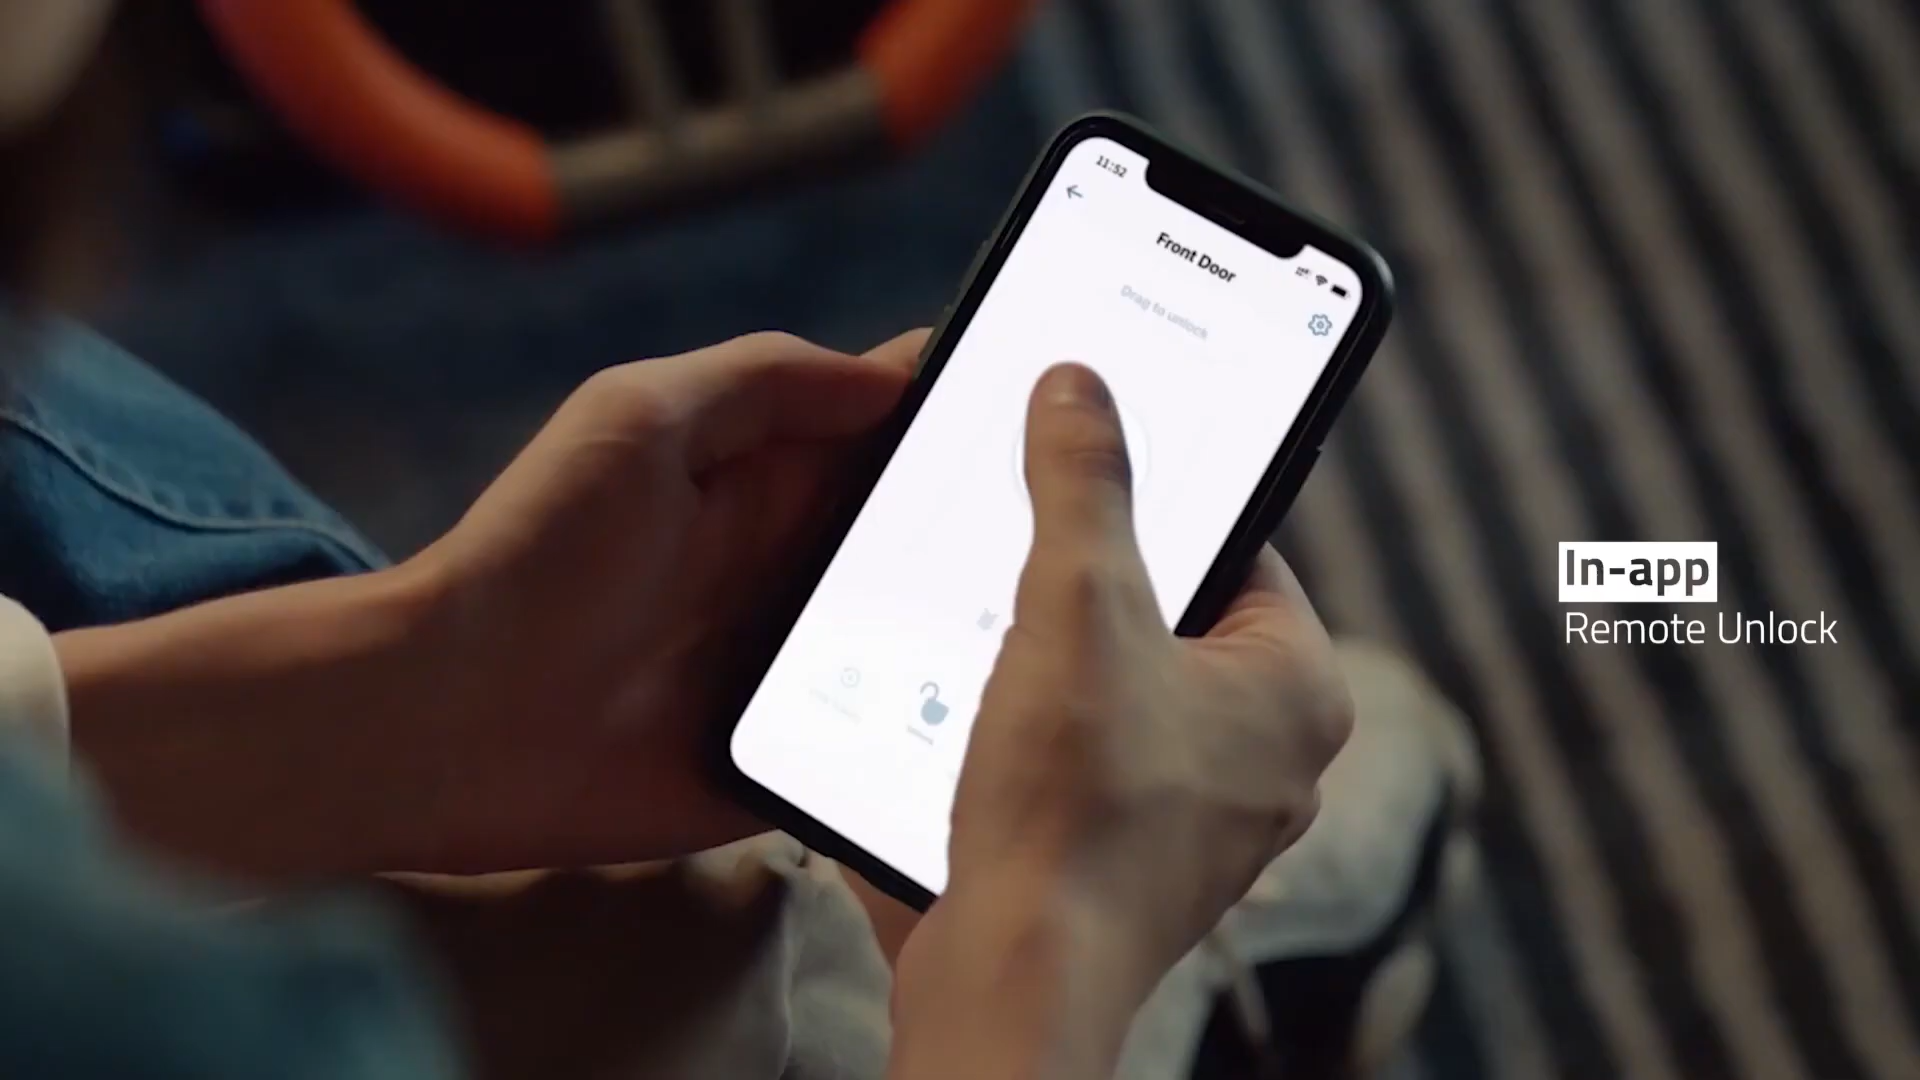 11:52
Front Door
Drag to unlock
In-app
Remote Unlock